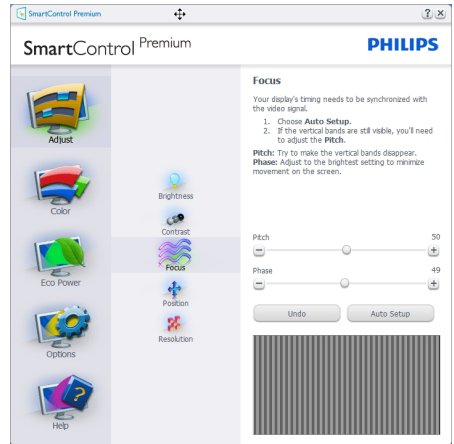 SmartControl Premium
?
SmartControl Premium
PHILIPS
Adjust
Color
Eco Power
Options
Help
Brightness
Contrast
Focus
Position
Resolution
Focus
Your display's timing needs to be synchronized with
the video signal.
1. Choose Auto Setup.
2. If the vertical bands are still visible, you'll need
to adjust the Pitch.
Pitch: Try to make the vertical bands disappear.
Phase: Adjust to the brightest setting to minimize
movement on the screen.
Pitch 50
Phase 49
Undo Auto Setup